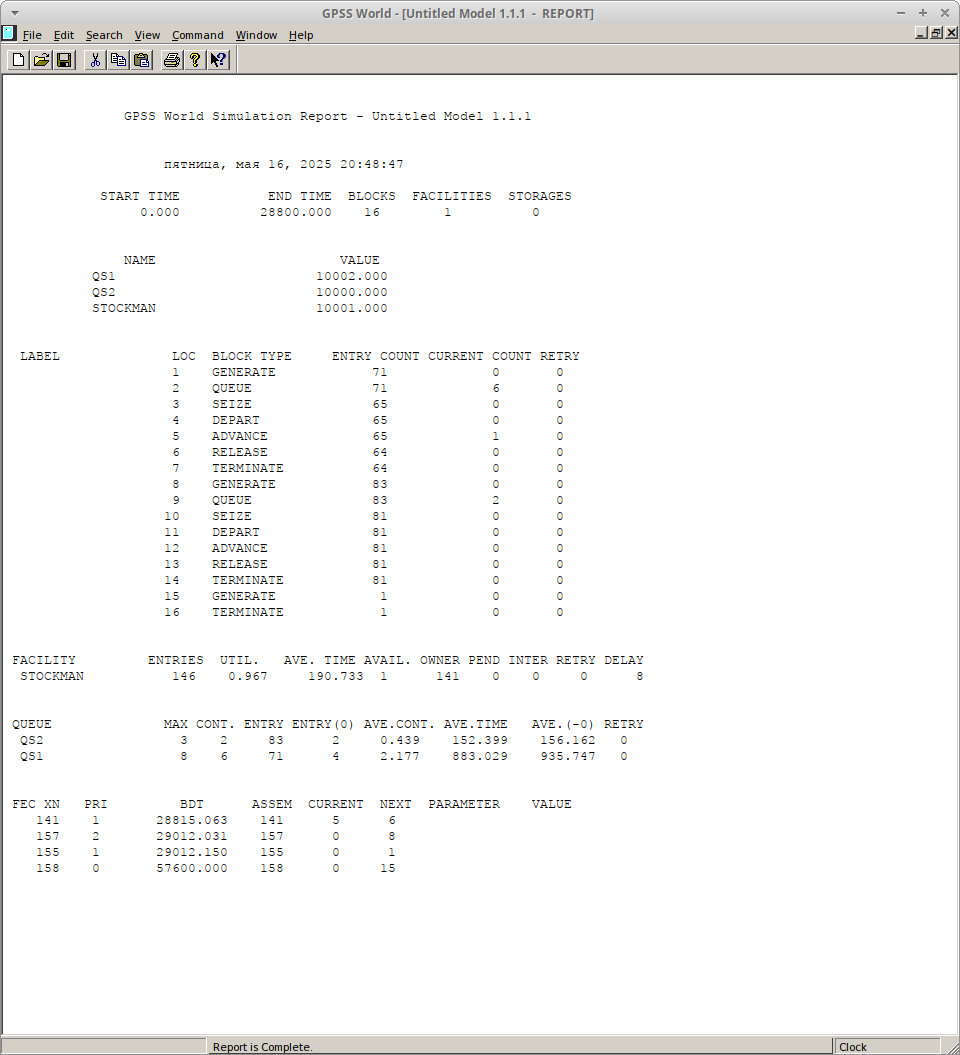 GPSS World - [Untitled Model 1.1.1 - REPORT]
File Edit Search View Command Window Help
GPSS World Simulation Report - Untitled Model 1.1.1
пятница, мая 16, 2025 20:48:47
START TIME END TIME BLOCKS FACILITIES STORAGES
0.000 28800.000 16 1 0
NAME VALUE
QS1 10002.000
QS2 10000.000
STOCKMAN 10001.000
LABEL LOC BLOCK TYPE ENTRY COUNT CURRENT COUNT RETRY
1 GENERATE 71 0 0
2 QUEUE 71 6 0
3 SEIZE 65 0 0
4 DEPART 65 0 0
5 ADVANCE 65 1 0
6 RELEASE 64 0 0
7 TERMINATE 64 0 0
8 GENERATE 83 0 0
9 QUEUE 83 2 0
10 SEIZE 81 0 0
11 DEPART 81 0 0
12 ADVANCE 81 0 0
13 RELEASE 81 0 0
14 TERMINATE 81 0 0
15 GENERATE 1 0 0
16 TERMINATE 1 0 0
FACILITY ENTRIES UTIL. AVE. TIME AVAIL. OWNER PEND INTER RETRY DELAY
STOCKMAN 146 0.967 190.733 1 141 0 0 0 8
QUEUE MAX CONT. ENTRY ENTRY(0) AVE.CONT. AVE.TIME AVE.(-0) RETRY
QS2 3 2 83 2 0.439 152.399 156.162 0
QS1 8 6 71 4 2.177 883.029 935.747 0
FEC XN PRI BDT ASSEM CURRENT NEXT PARAMETER VALUE
141 1 28815.063 141 5 6
157 2 29012.031 157 0 8
155 1 29012.150 155 0 1
158 0 57600.000 158 0 15
Report is Complete. Clock